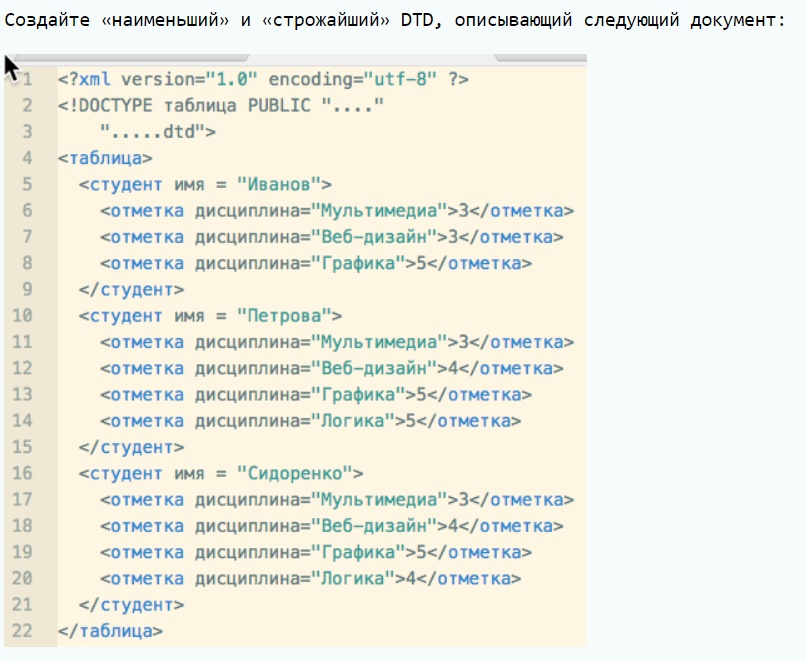 Создайте «наименьший» и «строжайший» DTD, описывающий следующий документ:
1 <?xml version="1.0" encoding="utf-8" ?>
2 <!DOCTYPE таблица PUBLIC "...."
3 ".....dtd">
4 <таблица>
5 <студент имя = "Иванов">
6 <отметка дисциплина="Мультимедиа">3</отметка>
7 <отметка дисциплина="Веб-дизайн">3</отметка>
8 <отметка дисциплина="Графика">5</отметка>
9 </студент>
10 <студент имя = "Петрова">
11 <отметка дисциплина="Мультимедиа">3</отметка>
12 <отметка дисциплина="Веб-дизайн">4</отметка>
13 <отметка дисциплина="Графика">5</отметка>
14 <отметка дисциплина="Логика">5</отметка>
15 </студент>
16 <студент имя = "Сидоренко">
17 <отметка дисциплина="Мультимедиа">3</отметка>
18 <отметка дисциплина="Веб-дизайн">4</отметка>
19 <отметка дисциплина="Графика">5</отметка>
20 <отметка дисциплина="Логика">4</отметка>
21 </студент>
22 </таблица>